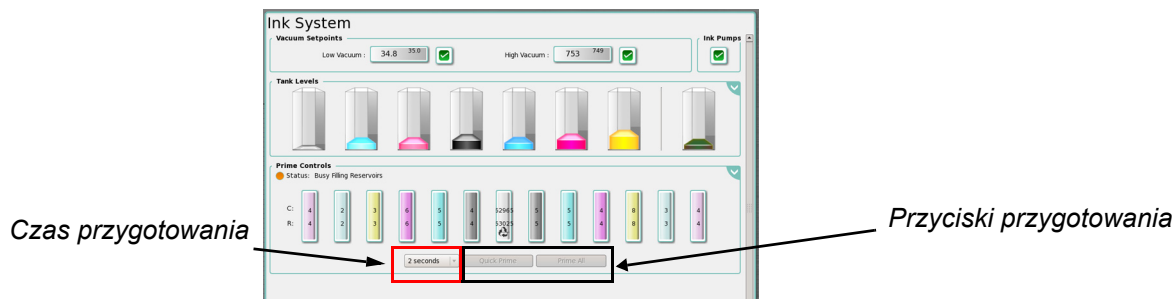 Ink System
Vacuum Setpoints
Ink Pumps
Low Vacuum : 34.8 35.0
High Vacuum : 753 749
Tank Levels
Prime Controls
Status: Busy Filling Reservoirs
C: 4 2 3 6 5 4 52965 5 5 4 8 3 4
R: 4 2 3 6 5 4 53025 5 5 4 8 3 4
Czas przygotowania
Przyciski przygotowania
2 seconds Quick Prime Prime All